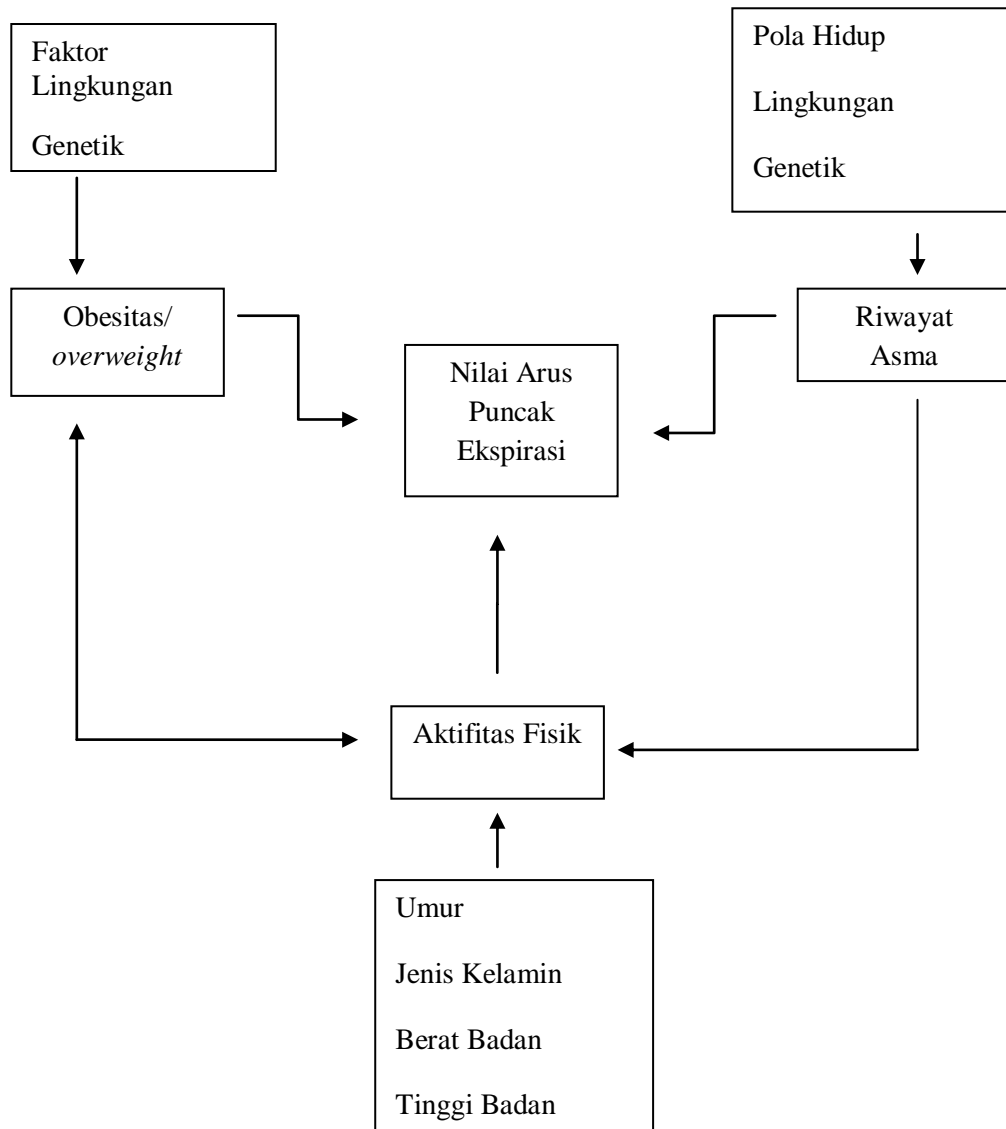 Faktor
Lingkungan
Genetik
Pola Hidup
Lingkungan
Genetik
Obesitas/
overweight
Nilai Arus
Puncak
Ekspirasi
Riwayat
Asma
Aktifitas Fisik
Umur
Jenis Kelamin
Berat Badan
Tinggi Badan